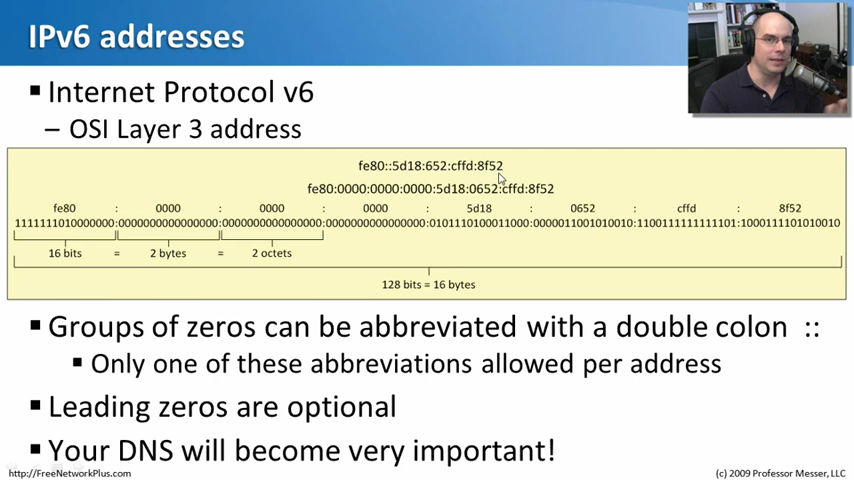 IPv6 addresses
▪ Internet Protocol v6
– OSI Layer 3 address
fe80::5d18:652:cffd:8f52
fe80:0000:0000:0000:5d18:0652:cffd:8f52
fe80 : 0000 : 0000 : 0000 : 5d18 : 0652 : cffd : 8f52
1111111010000000:0000000000000000:0000000000000000:0000000000000000:0101110100011000:0000011001010010:1100111111111101:1000111101010010
16 bits = 2 bytes = 2 octets
128 bits = 16 bytes
▪ Groups of zeros can be abbreviated with a double colon ::
▪ Only one of these abbreviations allowed per address
▪ Leading zeros are optional
▪ Your DNS will become very important!
http://FreeNetworkPlus.com (c) 2009 Professor Messer, LLC